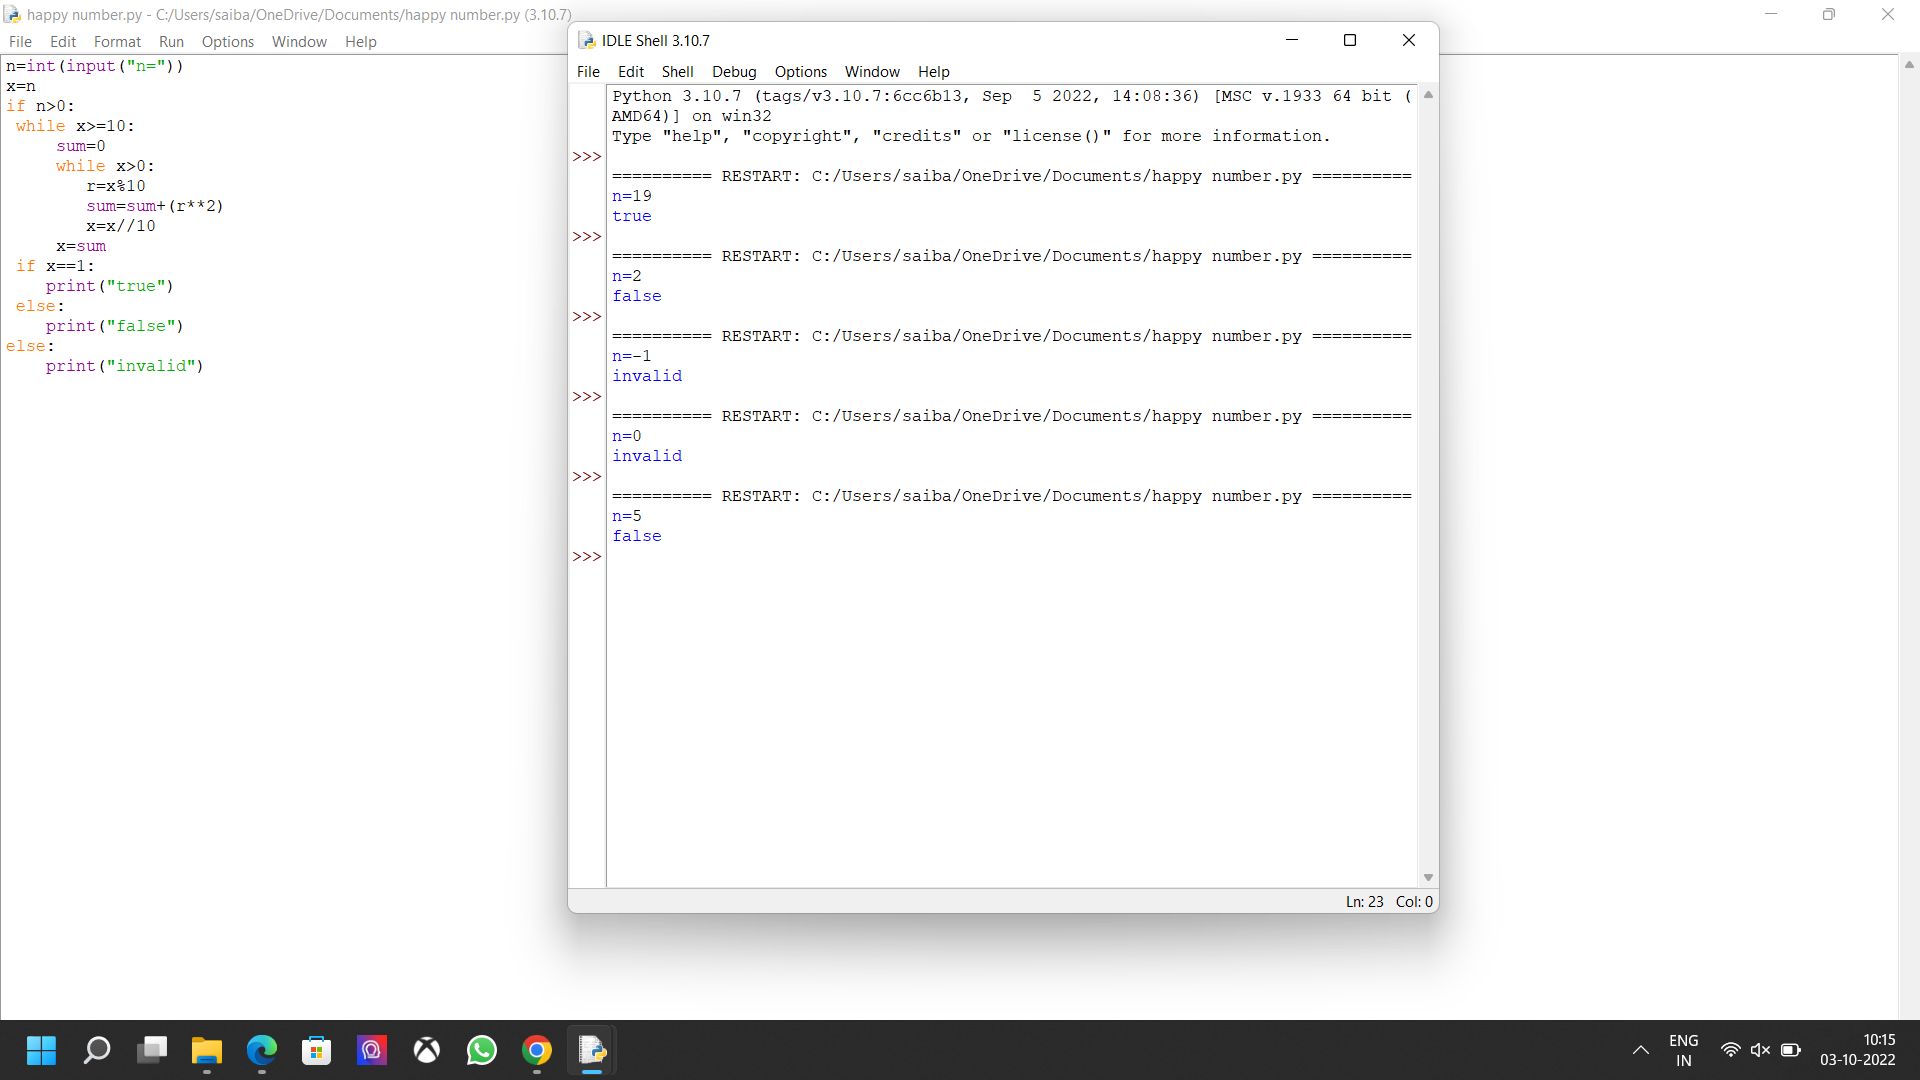 happy number.py - C:/Users/saiba/OneDrive/Documents/happy number.py (3.10.7)
File Edit Format Run Options Window Help
n=int(input("n="))
x=n
if n>0:
 while x>=10:
     sum=0
     while x>0:
        r=x%10
        sum=sum+(r**2)
        x=x//10
     x=sum
 if x==1:
    print("true")
 else:
    print("false")
else:
    print("invalid")
IDLE Shell 3.10.7
File Edit Shell Debug Options Window Help
Python 3.10.7 (tags/v3.10.7:6cc6b13, Sep  5 2022, 14:08:36) [MSC v.1933 64 bit (
AMD64)] on win32
Type "help", "copyright", "credits" or "license()" for more information.
>>>
========== RESTART: C:/Users/saiba/OneDrive/Documents/happy number.py ==========
n=19
true
>>>
========== RESTART: C:/Users/saiba/OneDrive/Documents/happy number.py ==========
n=2
false
>>>
========== RESTART: C:/Users/saiba/OneDrive/Documents/happy number.py ==========
n=-1
invalid
>>>
========== RESTART: C:/Users/saiba/OneDrive/Documents/happy number.py ==========
n=0
invalid
>>>
========== RESTART: C:/Users/saiba/OneDrive/Documents/happy number.py ==========
n=5
false
>>>
Ln: 23 Col: 0
ENG
IN
10:15
03-10-2022